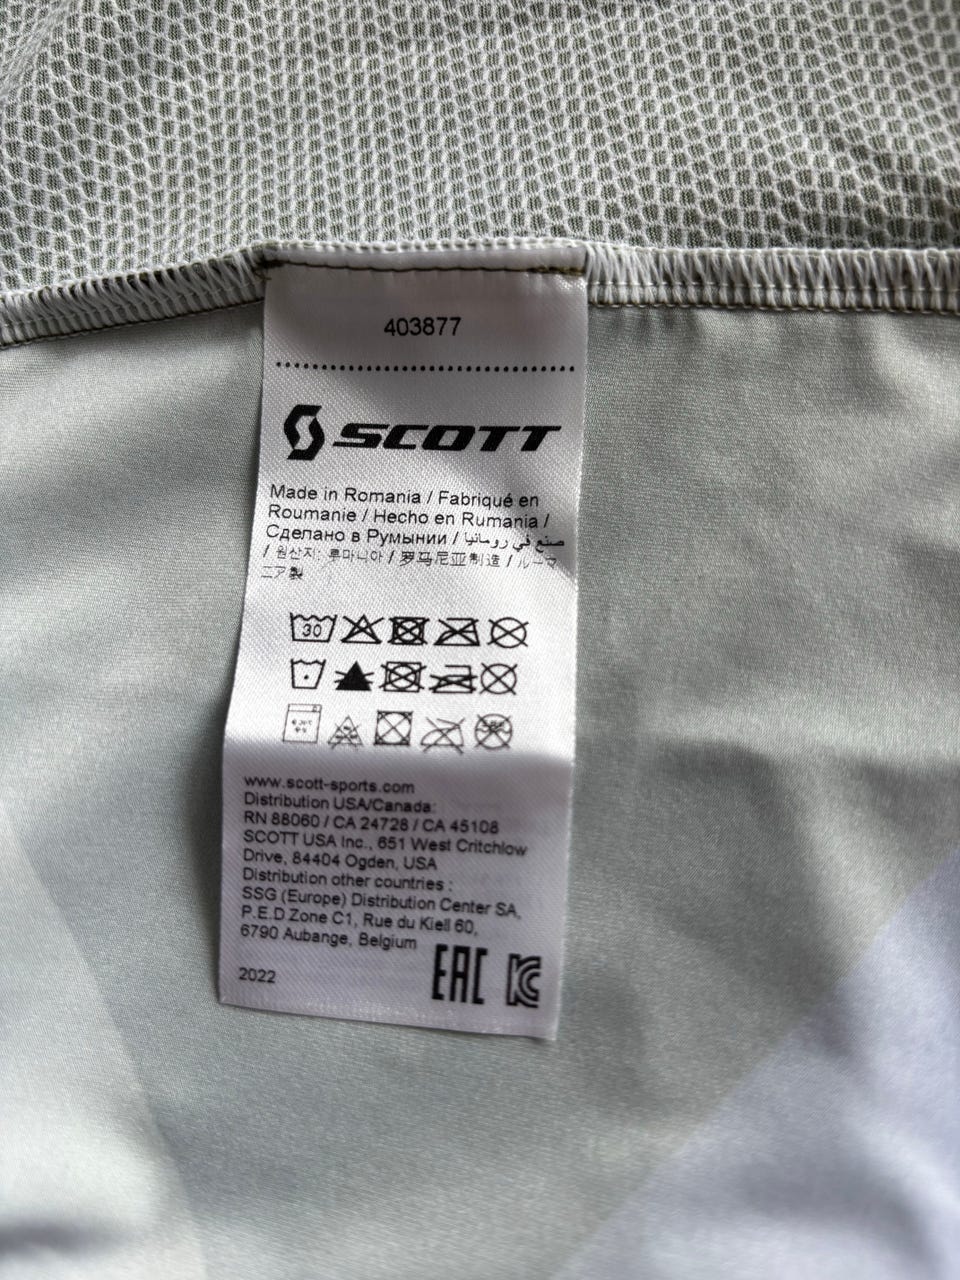 403877
SCOTT
Made in Romania / Fabriqué en
Roumanie / Hecho en Rumania /
Сделано в Румынии / صنع في رومانيا
/ 원산지: 루마니아 / 罗马尼亚制造 / ルーマ
ニア製
30
www.scott-sports.com
Distribution USA/Canada:
RN 88060 / CA 24728 / CA 45108
SCOTT USA Inc., 651 West Critchlow
Drive, 84404 Ogden, USA
Distribution other countries :
SSG (Europe) Distribution Center SA,
P.E.D Zone C1, Rue du Kiell 60,
6790 Aubange, Belgium
2022
EAC